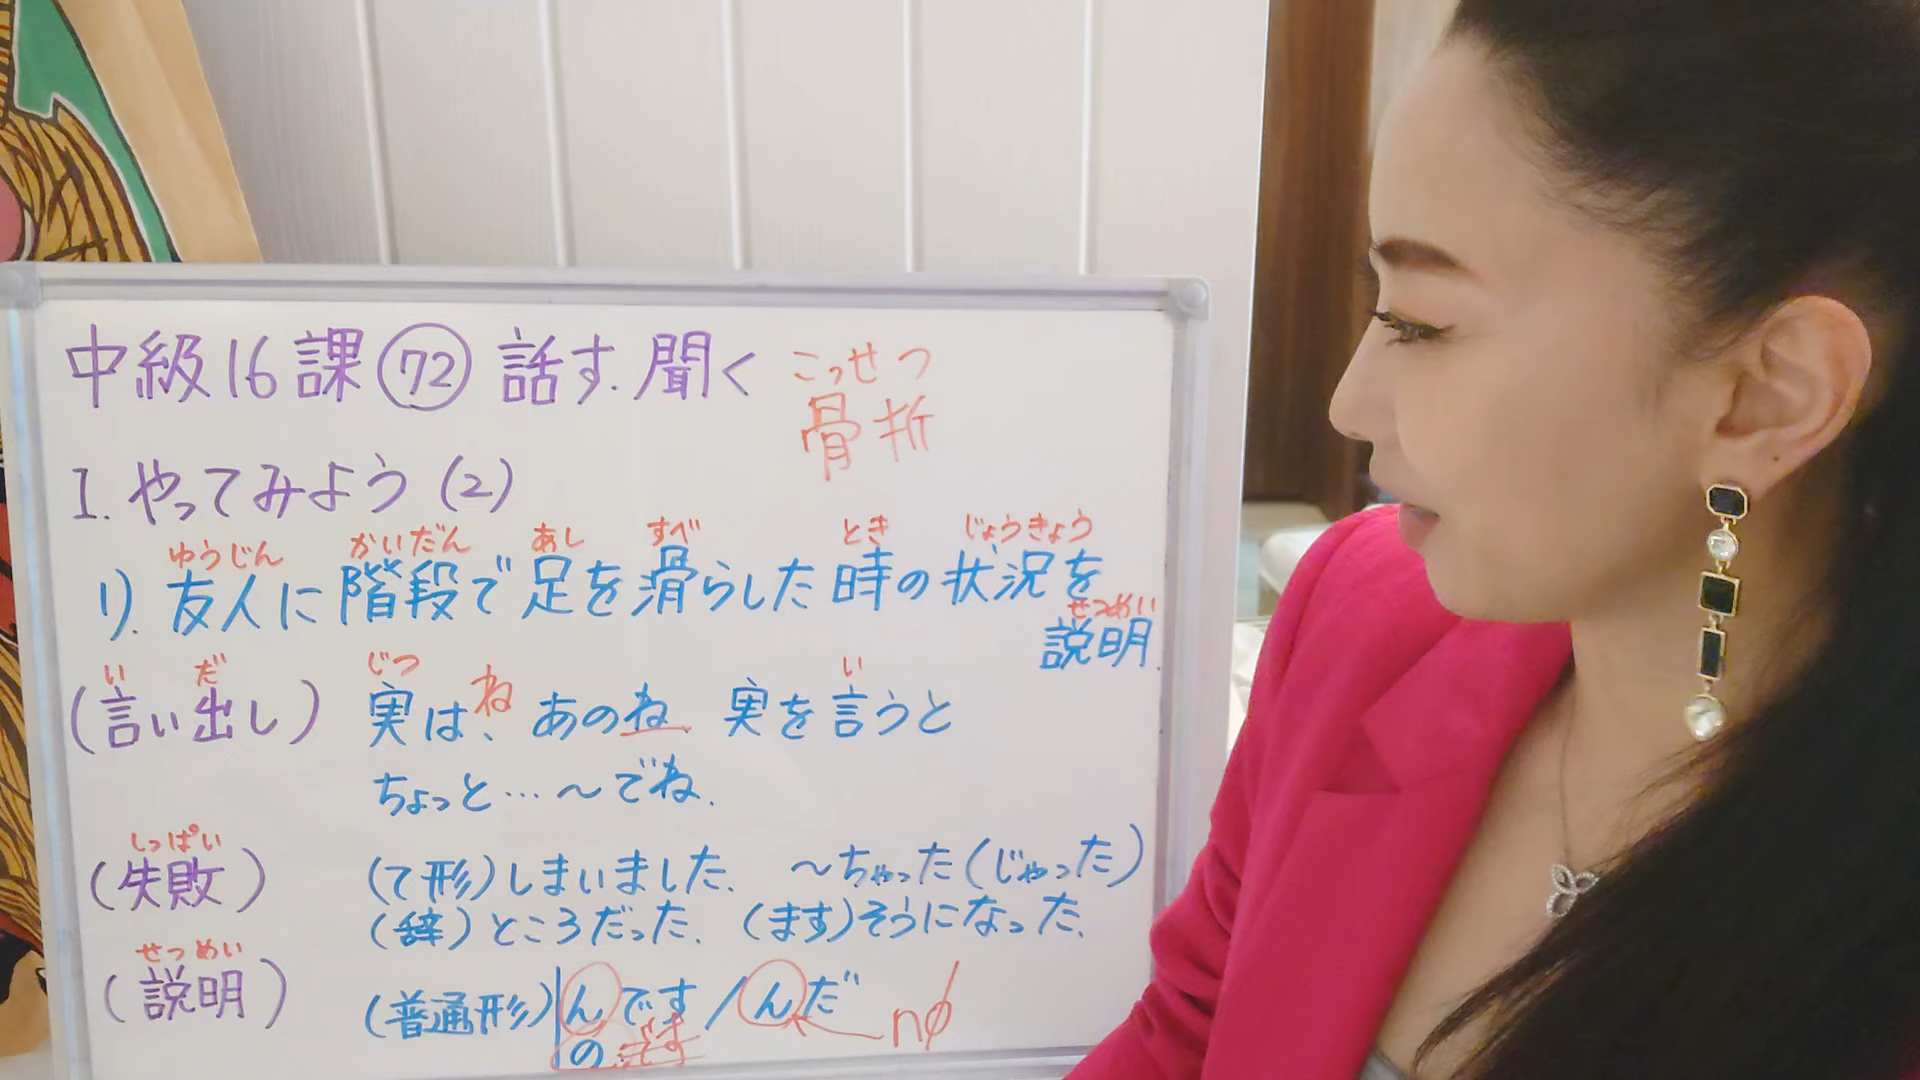 中級16課 72 話す.聞く
こっせつ
骨折
I. やってみよう (2)
ゆうじん かいだん あし すべ とき じょうきょう
1). 友人に階段で足を滑らした時の状況を
せつめい
説明.
い だ じつ ね い
(言い出し) 実は、 あのね 実を言うと
ちょっと…~でね.
しっぱい
(失敗) (て形)しまいました. ~ちゃった(じゃった)
(辞)ところだった. (ます)そうになった.
せつめい
(説明) (普通形) んです/んだ nø
の です